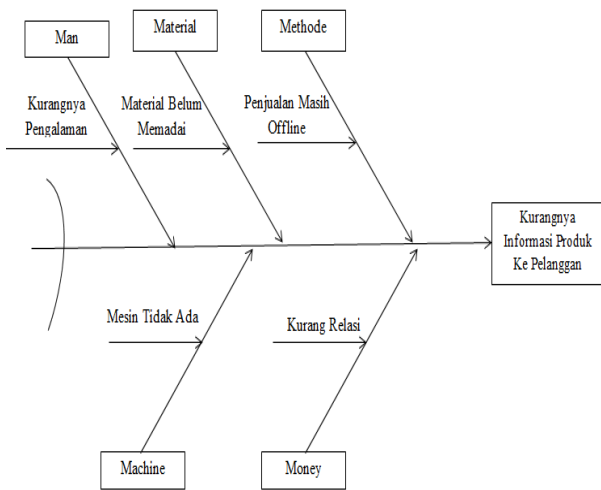 Man
Material
Methode
Kurangnya
Pengalaman
Material Belum
Memadai
Penjualan Masih
Offline
Kurangnya
Informasi Produk
Ke Pelanggan
Mesin Tidak Ada
Kurang Relasi
Machine
Money